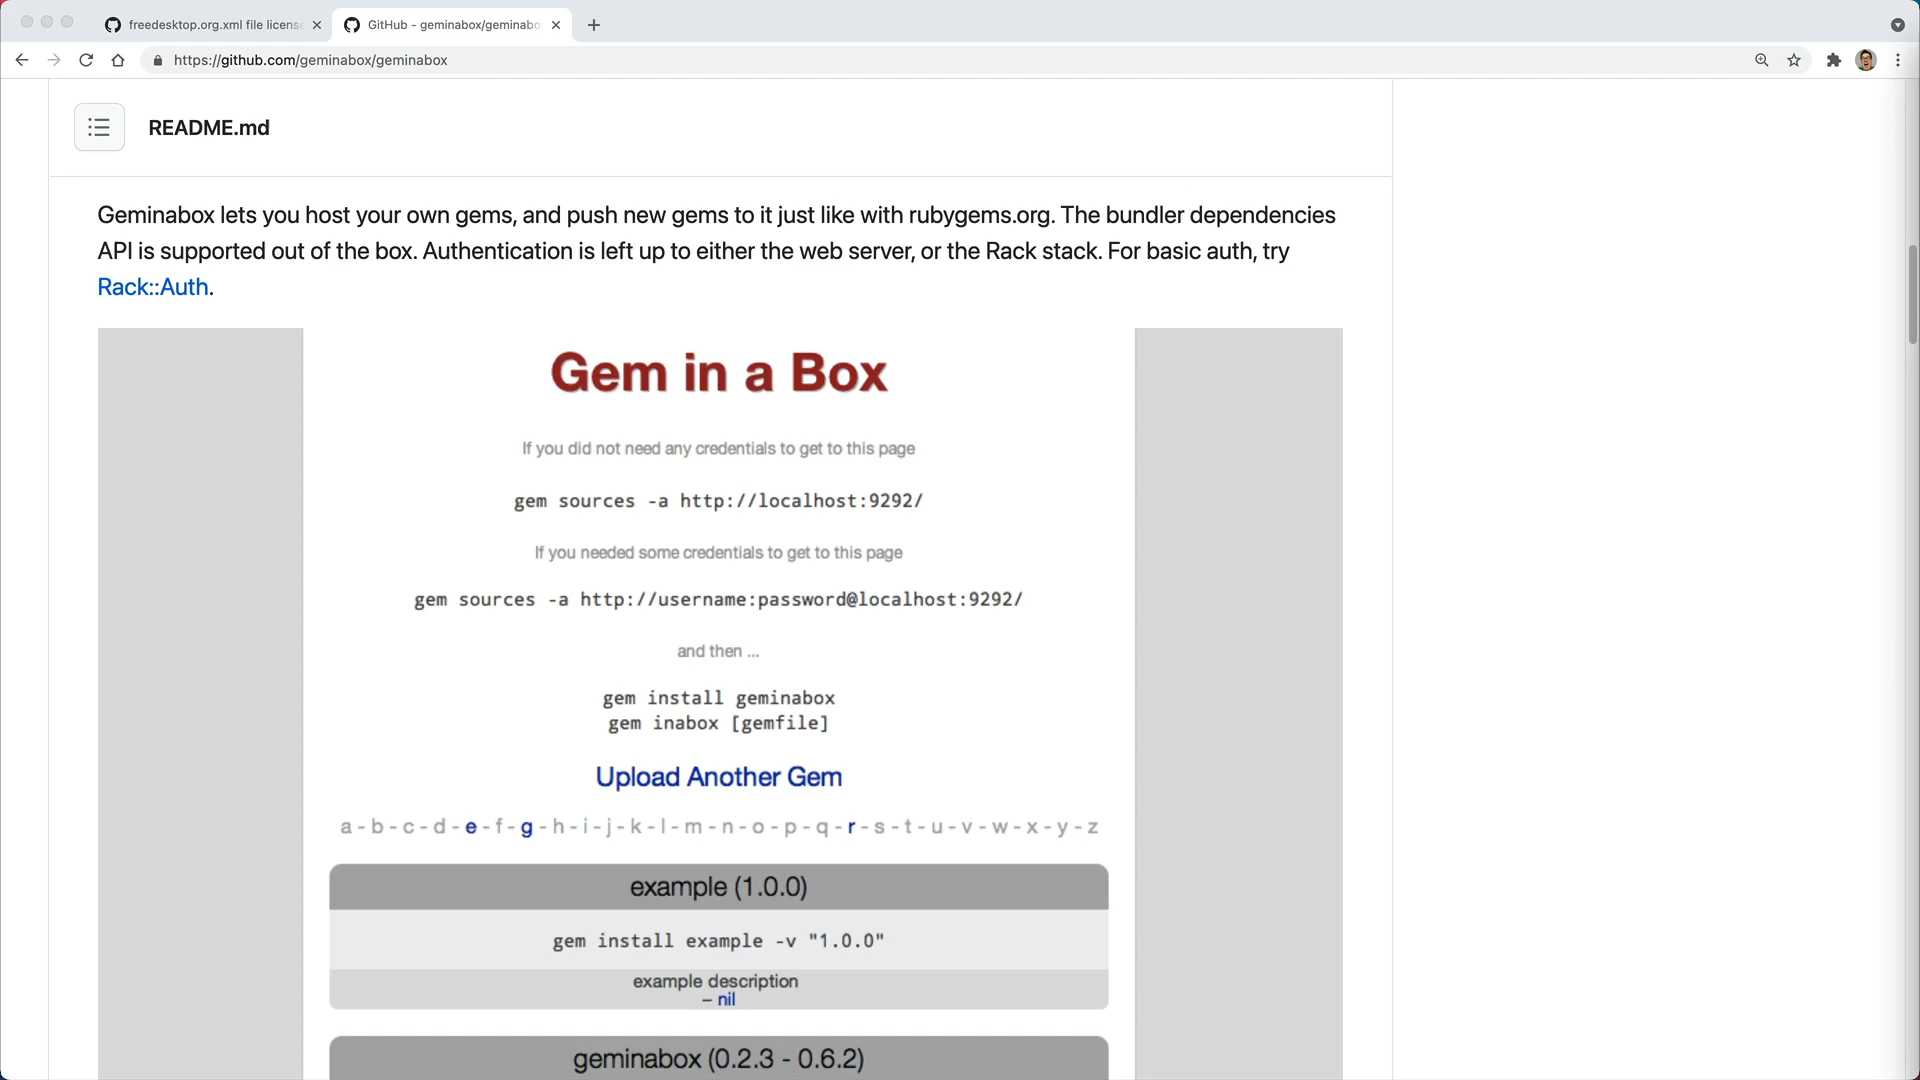 freedesktop.org.xml file licens
GitHub - geminabox/geminabo
https://github.com/geminabox/geminabox
README.md
Geminabox lets you host your own gems, and push new gems to it just like with rubygems.org. The bundler dependencies
API is supported out of the box. Authentication is left up to either the web server, or the Rack stack. For basic auth, try
Rack::Auth.
Gem in a Box
If you did not need any credentials to get to this page
gem sources -a http://localhost:9292/
If you needed some credentials to get to this page
gem sources -a http://username:password@localhost:9292/
and then ...
gem install geminabox
gem inabox [gemfile]
Upload Another Gem
a - b - c - d - e - f - g - h - i - j - k - l - m - n - o - p - q - r - s - t - u - v - w - x - y - z
example (1.0.0)
gem install example -v "1.0.0"
example description
– nil
geminabox (0.2.3 - 0.6.2)